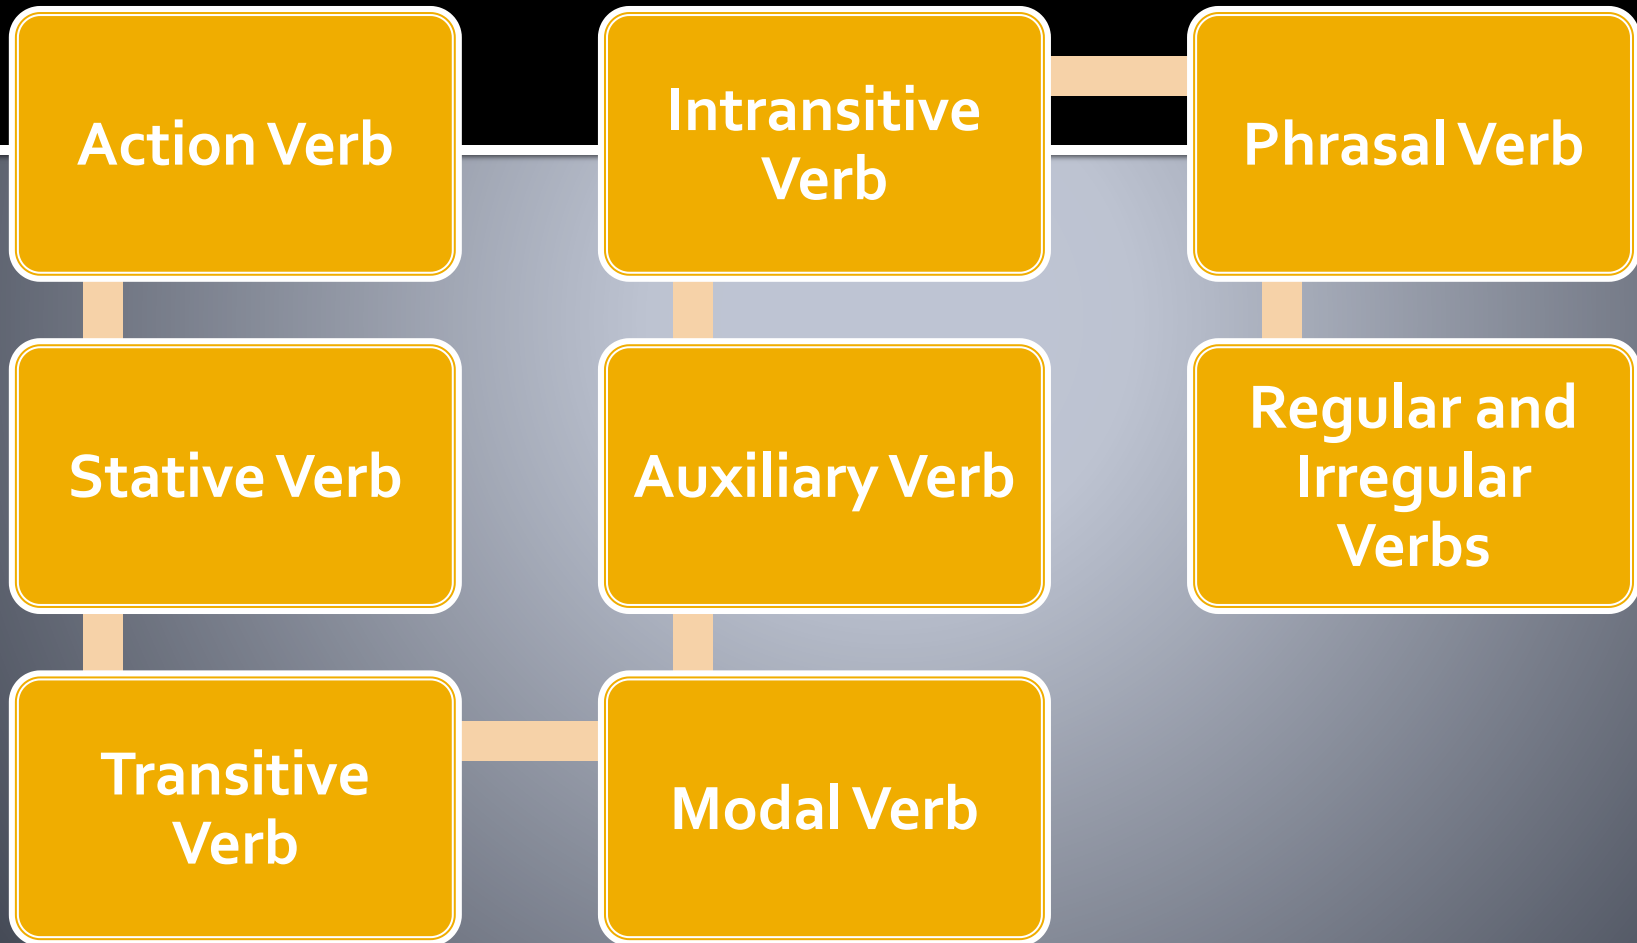 Action Verb
Stative Verb
Transitive
Verb
Modal Verb
Auxiliary Verb
Intransitive
Verb
Phrasal Verb
Regular and
Irregular
Verbs